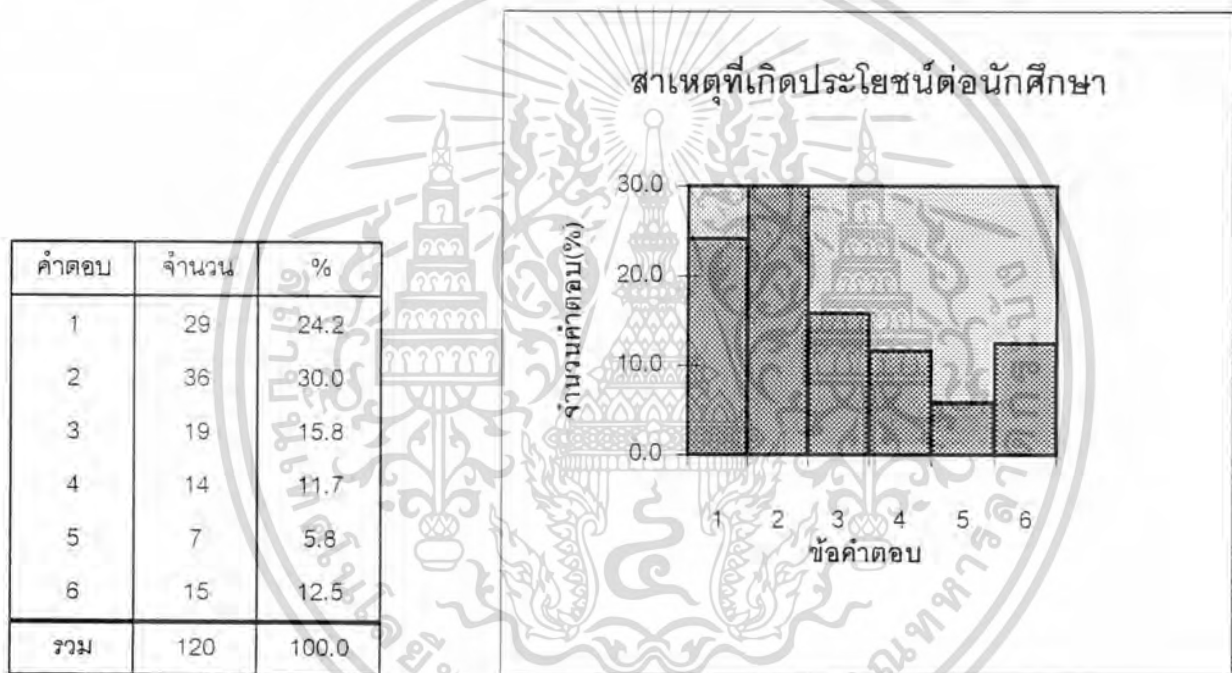 คำตอบ จำนวน %
1 29 24.2
2 36 30.0
3 19 15.8
4 14 11.7
5 7 5.8
6 15 12.5
รวม 120 100.0
สาเหตุที่เกิดประโยชน์ต่อนักศึกษา
จำนวนคำตอบ(%)
30.0
20.0
10.0
0.0
1 2 3 4 5 6
ข้อคำตอบ